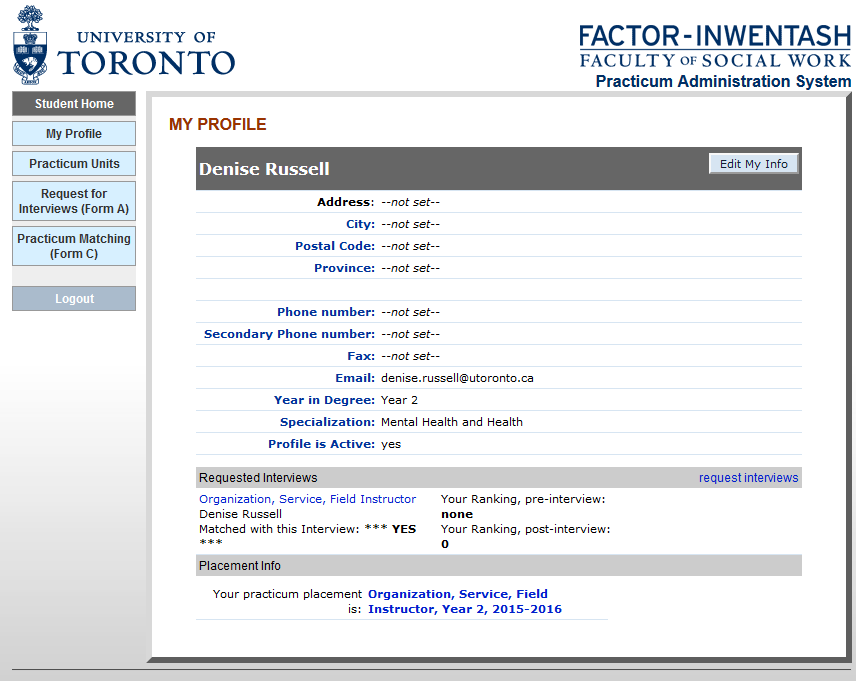 UNIVERSITY OF
TORONTO
FACTOR-INWENTASH
FACULTY OF SOCIAL WORK
Practicum Administration System
Student Home
My Profile
Practicum Units
Request for
Interviews (Form A)
Practicum Matching
(Form C)
Logout
MY PROFILE
Denise Russell
Edit My Info
Address: --not set--
City: --not set--
Postal Code: --not set--
Province: --not set--
Phone number: --not set--
Secondary Phone number: --not set--
Fax: --not set--
Email: denise.russell@utoronto.ca
Year in Degree: Year 2
Specialization: Mental Health and Health
Profile is Active: yes
Requested Interviews
request interviews
Organization, Service, Field Instructor
Denise Russell
Matched with this Interview: *** YES
***
Your Ranking, pre-interview:
none
Your Ranking, post-interview:
0
Placement Info
Your practicum placement
is:
Organization, Service, Field
Instructor, Year 2, 2015-2016